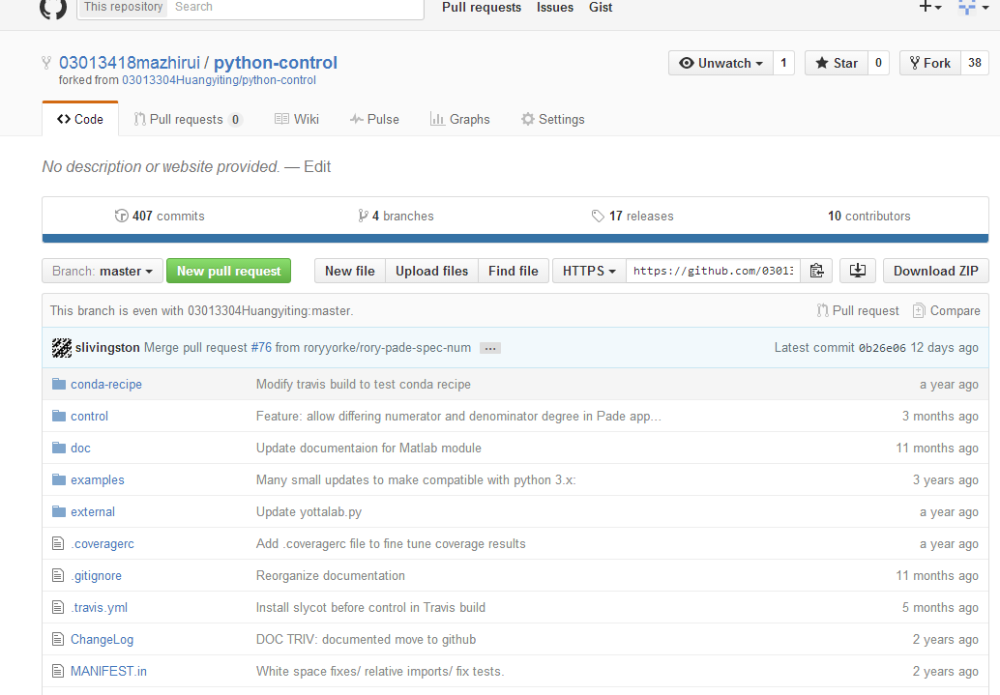 This repository Search Pull requests Issues Gist
03013418mazhirui / python-control Unwatch 1 Star 0 Fork 38
forked from 03013304Huangyiting/python-control
Code Pull requests 0 Wiki Pulse Graphs Settings
No description or website provided. — Edit
407 commits 4 branches 17 releases 10 contributors
Branch: master New pull request New file Upload files Find file HTTPS https://github.com/03013 Download ZIP
This branch is even with 03013304Huangyiting:master. Pull request Compare
slivingston Merge pull request #76 from roryyorke/rory-pade-spec-num ... Latest commit 0b26e06 12 days ago
conda-recipe Modify travis build to test conda recipe a year ago
control Feature: allow differing numerator and denominator degree in Pade app… 3 months ago
doc Update documentaion for Matlab module 11 months ago
examples Many small updates to make compatible with python 3.x: 3 years ago
external Update yottalab.py a year ago
.coveragerc Add .coveragerc file to fine tune coverage results a year ago
.gitignore Reorganize documentation 11 months ago
.travis.yml Install slycot before control in Travis build 5 months ago
ChangeLog DOC TRIV: documented move to github 2 years ago
MANIFEST.in White space fixes/ relative imports/ fix tests. 2 years ago